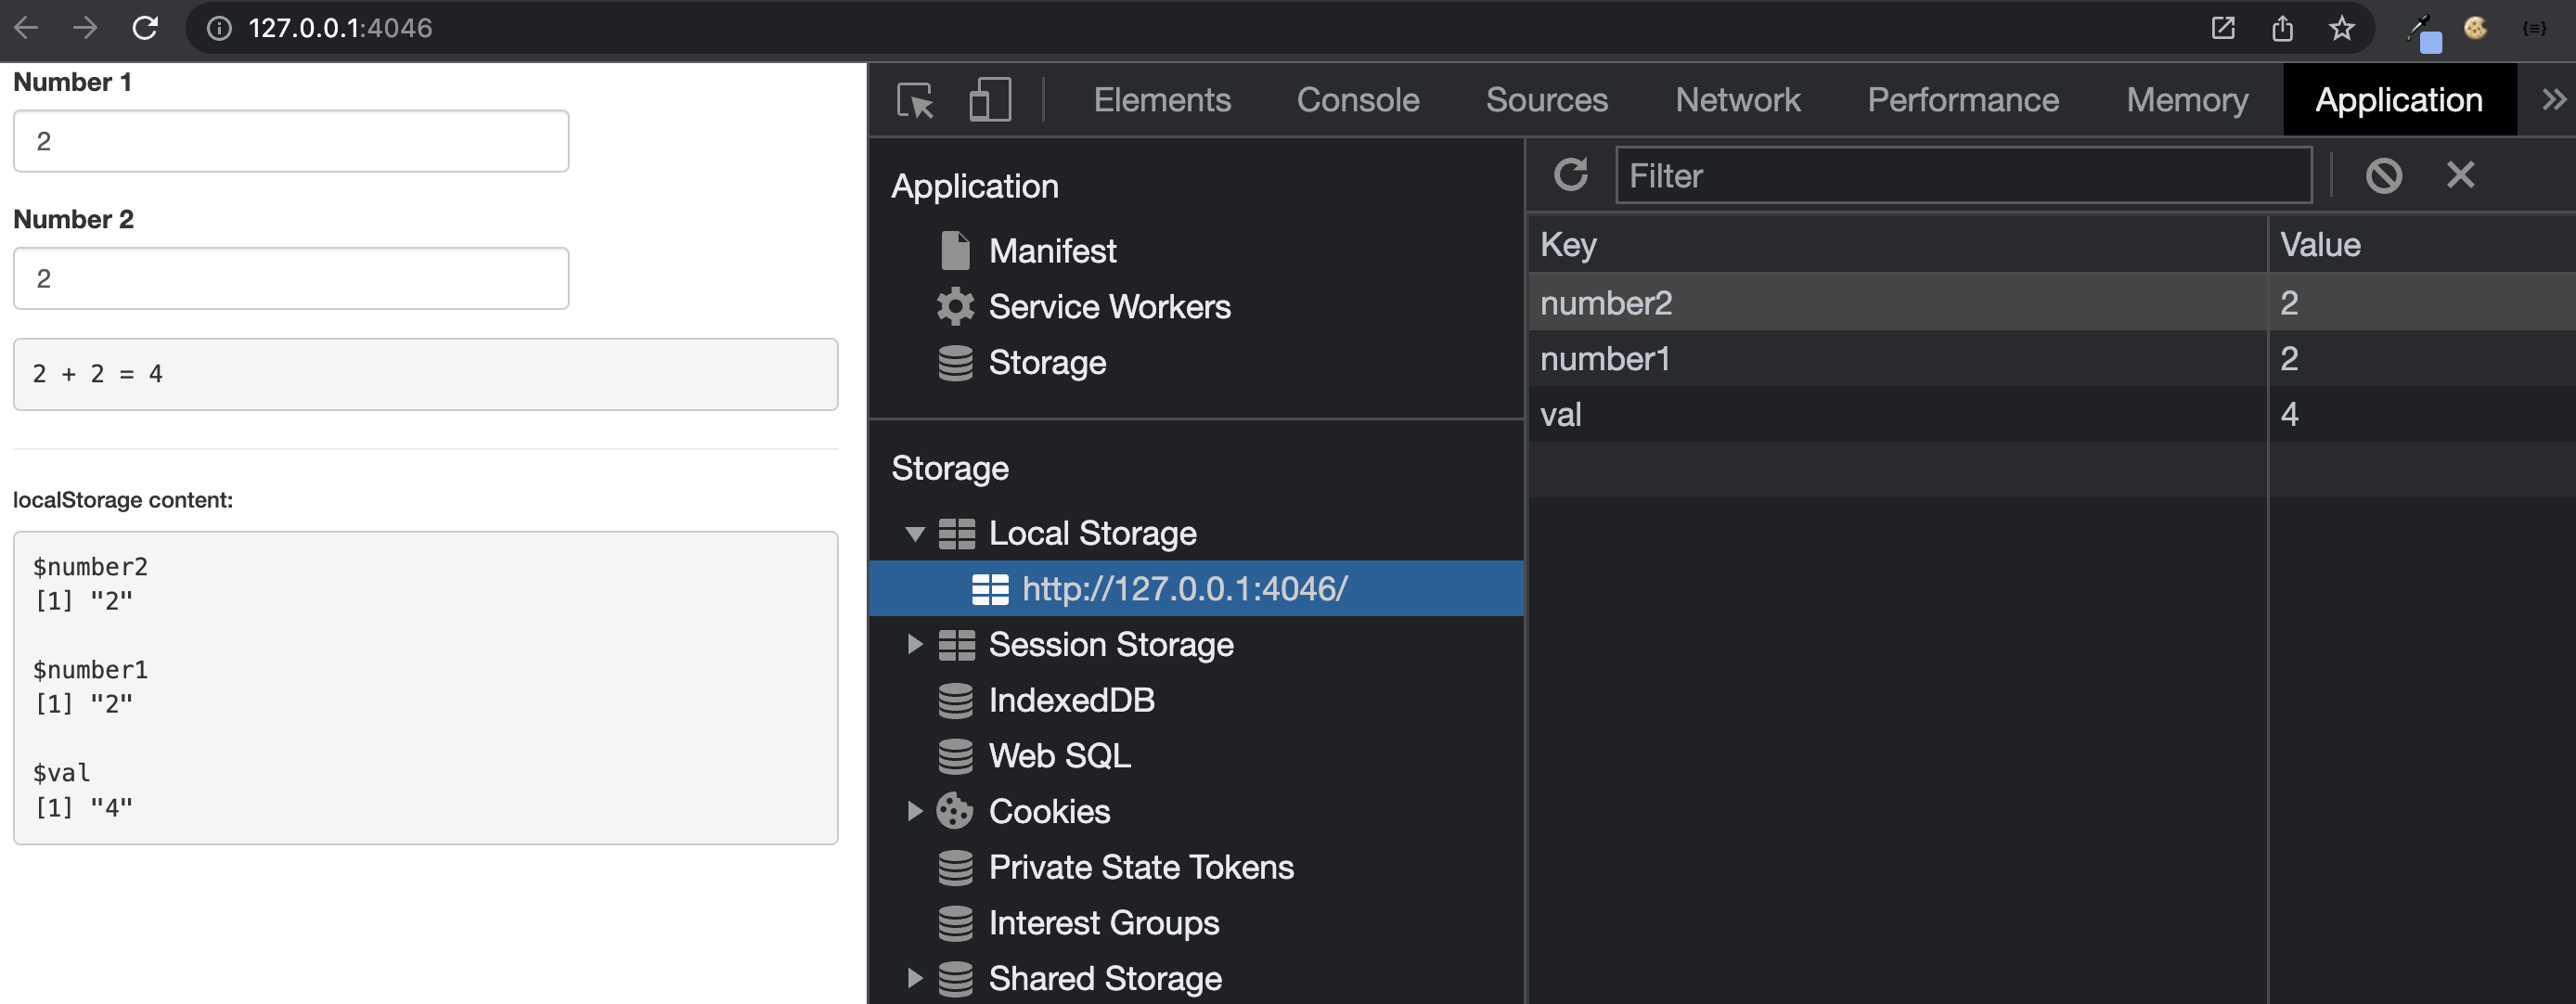 127.0.0.1:4046
Number 1
2
Number 2
2
2 + 2 = 4
localStorage content:
$number2
[1] "2"
$number1
[1] "2"
$val
[1] "4"
Elements Console Sources Network Performance Memory Application
Application
Manifest
Service Workers
Storage
Storage
Local Storage
http://127.0.0.1:4046/
Session Storage
IndexedDB
Web SQL
Cookies
Private State Tokens
Interest Groups
Shared Storage
Filter
Key Value
number2 2
number1 2
val 4